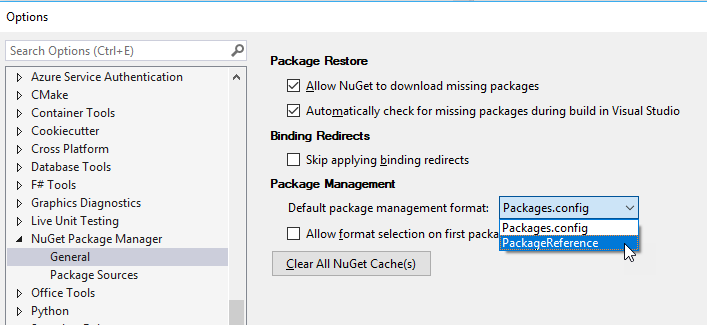 Options
Search Options (Ctrl+E)
Azure Service Authentication
CMake
Container Tools
Cookiecutter
Cross Platform
Database Tools
F# Tools
Graphics Diagnostics
Live Unit Testing
NuGet Package Manager
General
Package Sources
Office Tools
Python
Package Restore
Allow NuGet to download missing packages
Automatically check for missing packages during build in Visual Studio
Binding Redirects
Skip applying binding redirects
Package Management
Default package management format: Packages.config
Packages.config
PackageReference
Allow format selection on first packa
Clear All NuGet Cache(s)